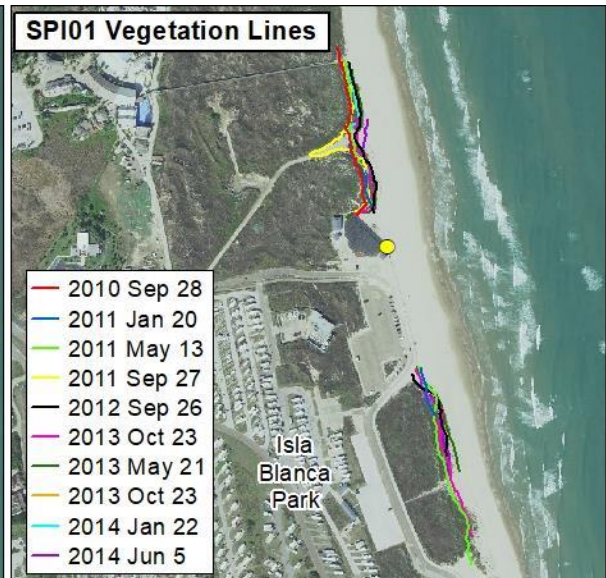 SPI01 Vegetation Lines
2010 Sep 28
2011 Jan 20
2011 May 13
2011 Sep 27
2012 Sep 26
2013 Oct 23
2013 May 21
2013 Oct 23
2014 Jan 22
2014 Jun 5
Isla
Blanca
Park